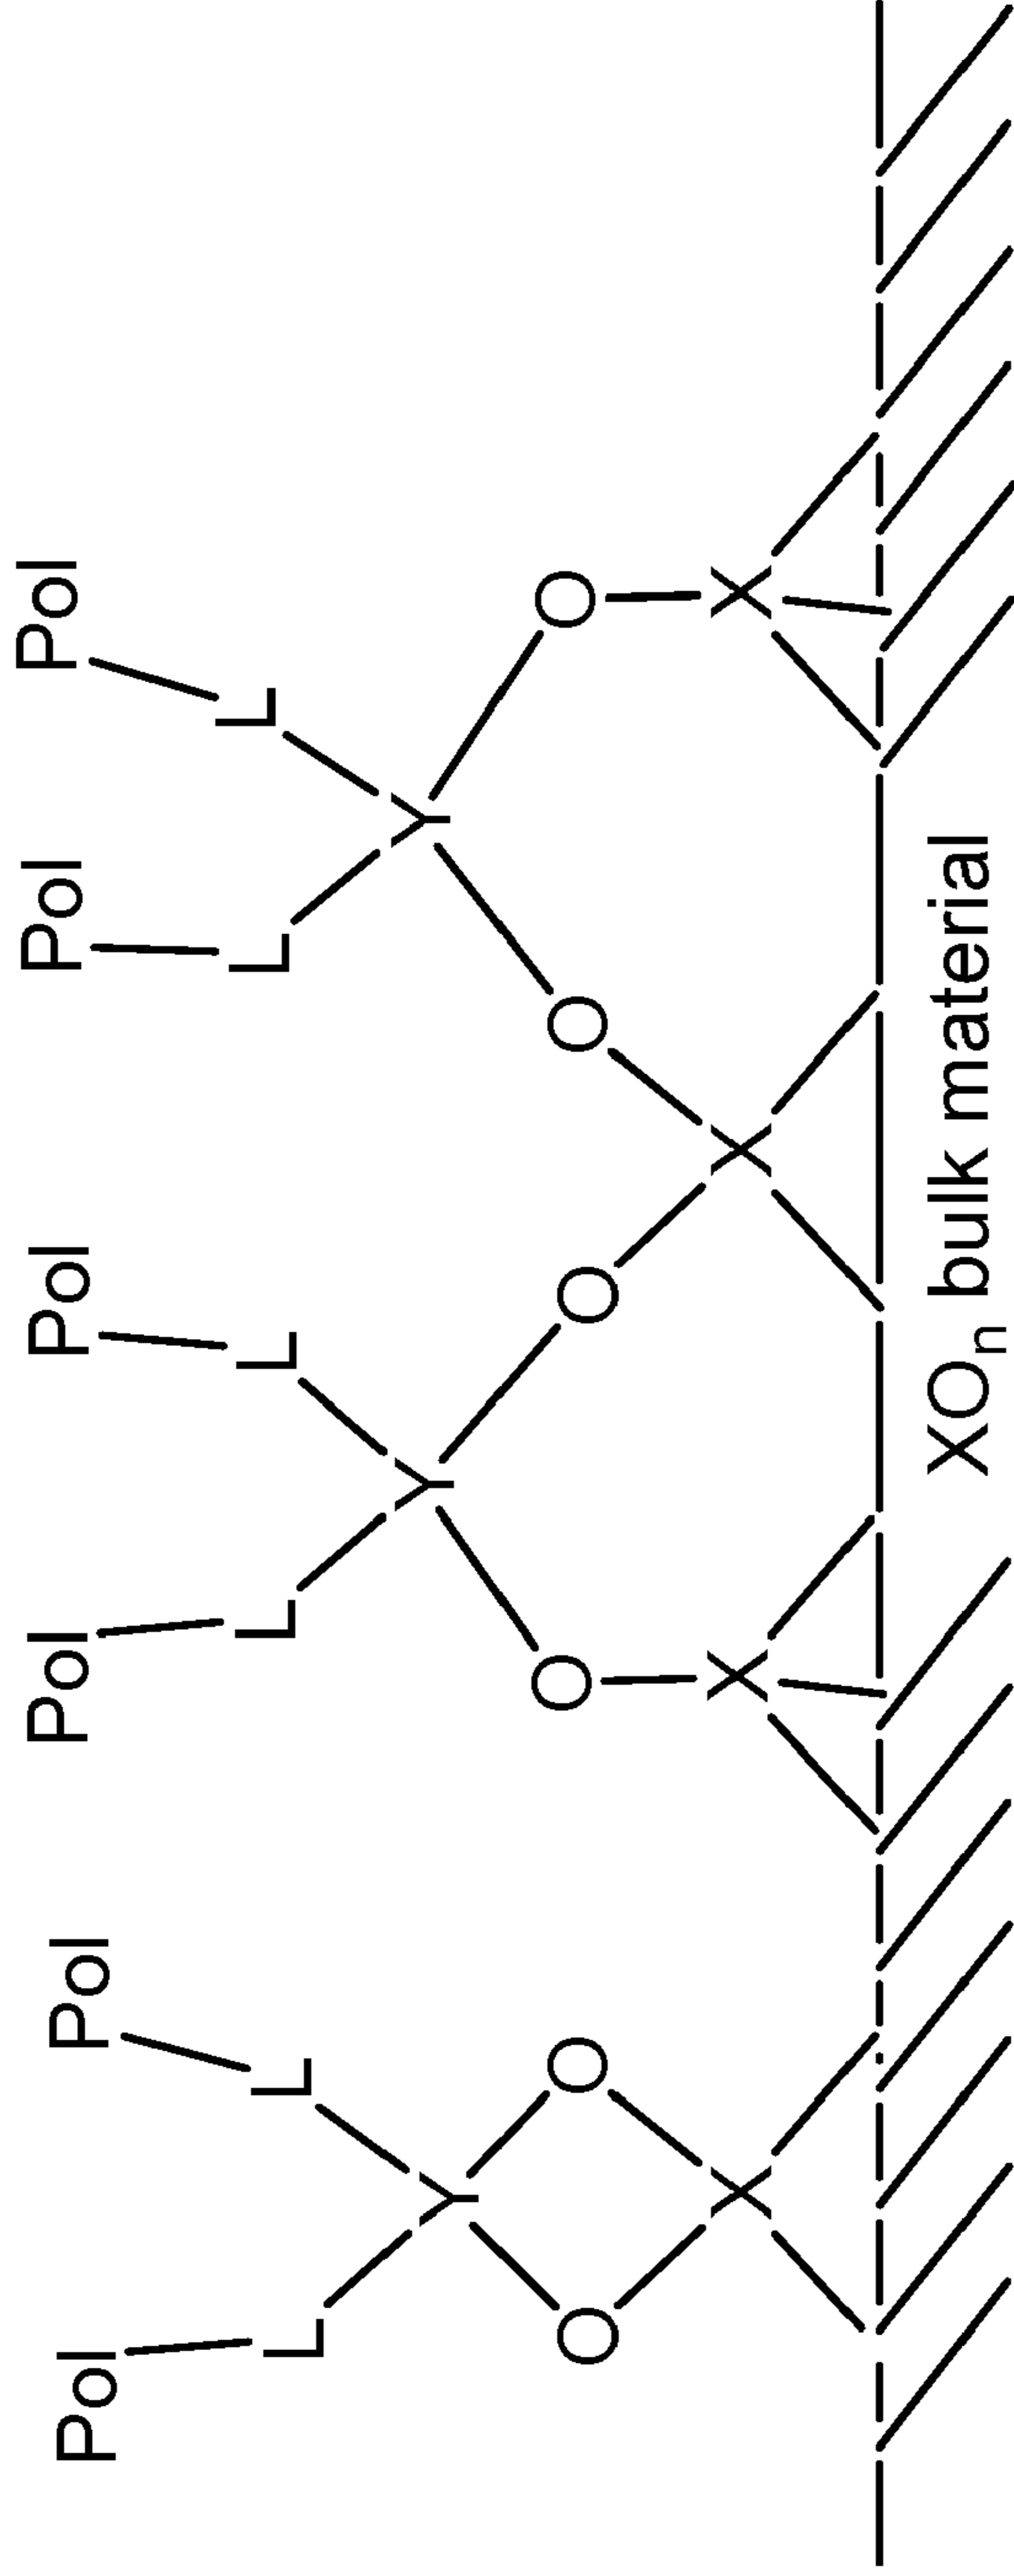 Pol Pol Pol Pol Pol Pol
L L L L L L
Y Y Y
O O O O O O
X X X X
XOn bulk material